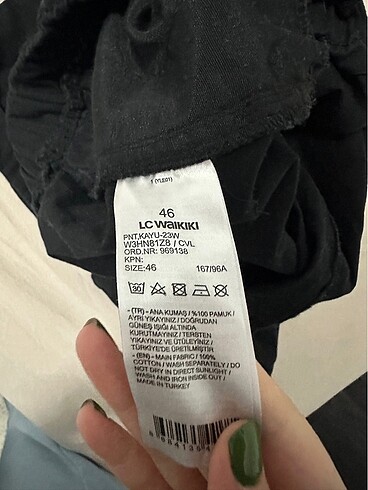 46
LC WAIKIKI
PNT,KAYU-23W
W3HN81Z8 / CVL
ORD.NR: 969138
KPN:
SIZE:46 167/96A
30
-(TR)- ANA KUMAŞ / %100 PAMUK /
AYRI YIKAYINIZ / DOĞRUDAN
GÜNEŞ IŞIĞI ALTINDA
KURUTMAYINIZ / TERSTEN
YIKAYINIZ VE ÜTÜLEYİNİZ /
TÜRKİYE'DE ÜRETİLMİŞTİR
-(EN)- MAIN FABRIC / 100%
COTTON / WASH SEPARATELY / DO
NOT DRY IN DIRECT SUNLIGHT /
WASH AND IRON INSIDE OUT /
MADE IN TURKEY